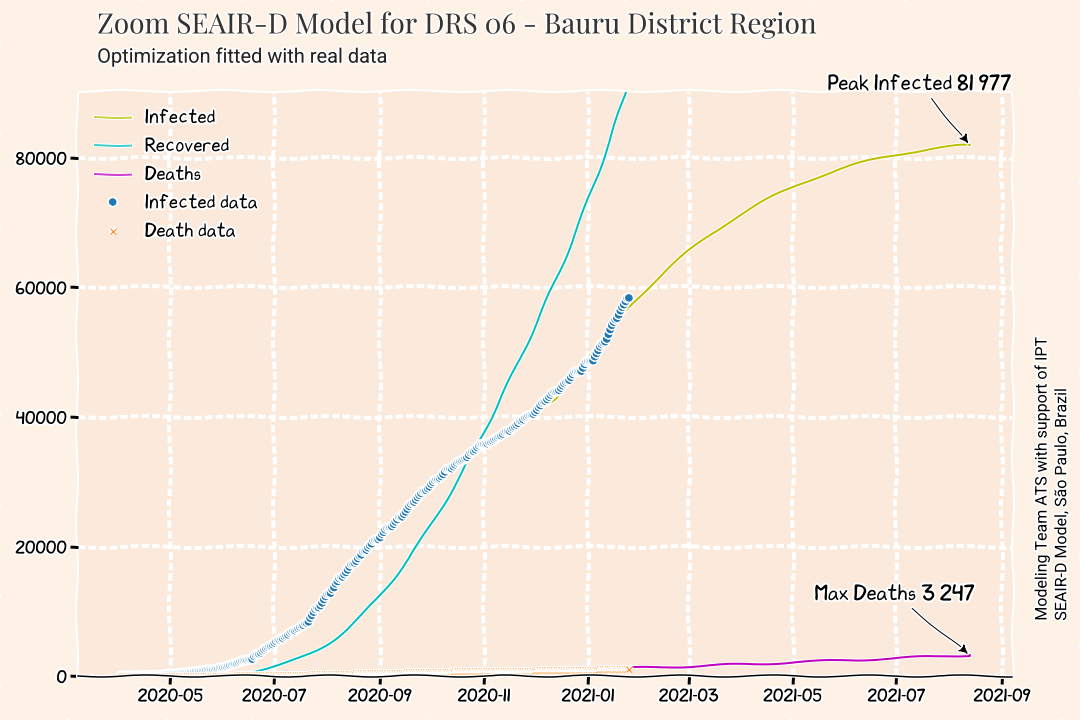 Zoom SEAIR-D Model for DRS 06 - Bauru District Region
Optimization fitted with real data
Peak Infected 81 977
Infected
Recovered
Deaths
Infected data
Death data
80000
60000
40000
20000
0
Max Deaths 3 247
2020-05 2020-07 2020-09 2020-11 2021-01 2021-03 2021-05 2021-07 2021-09
Modeling Team ATS with support of IPT
SEAIR-D Model, São Paulo, Brazil